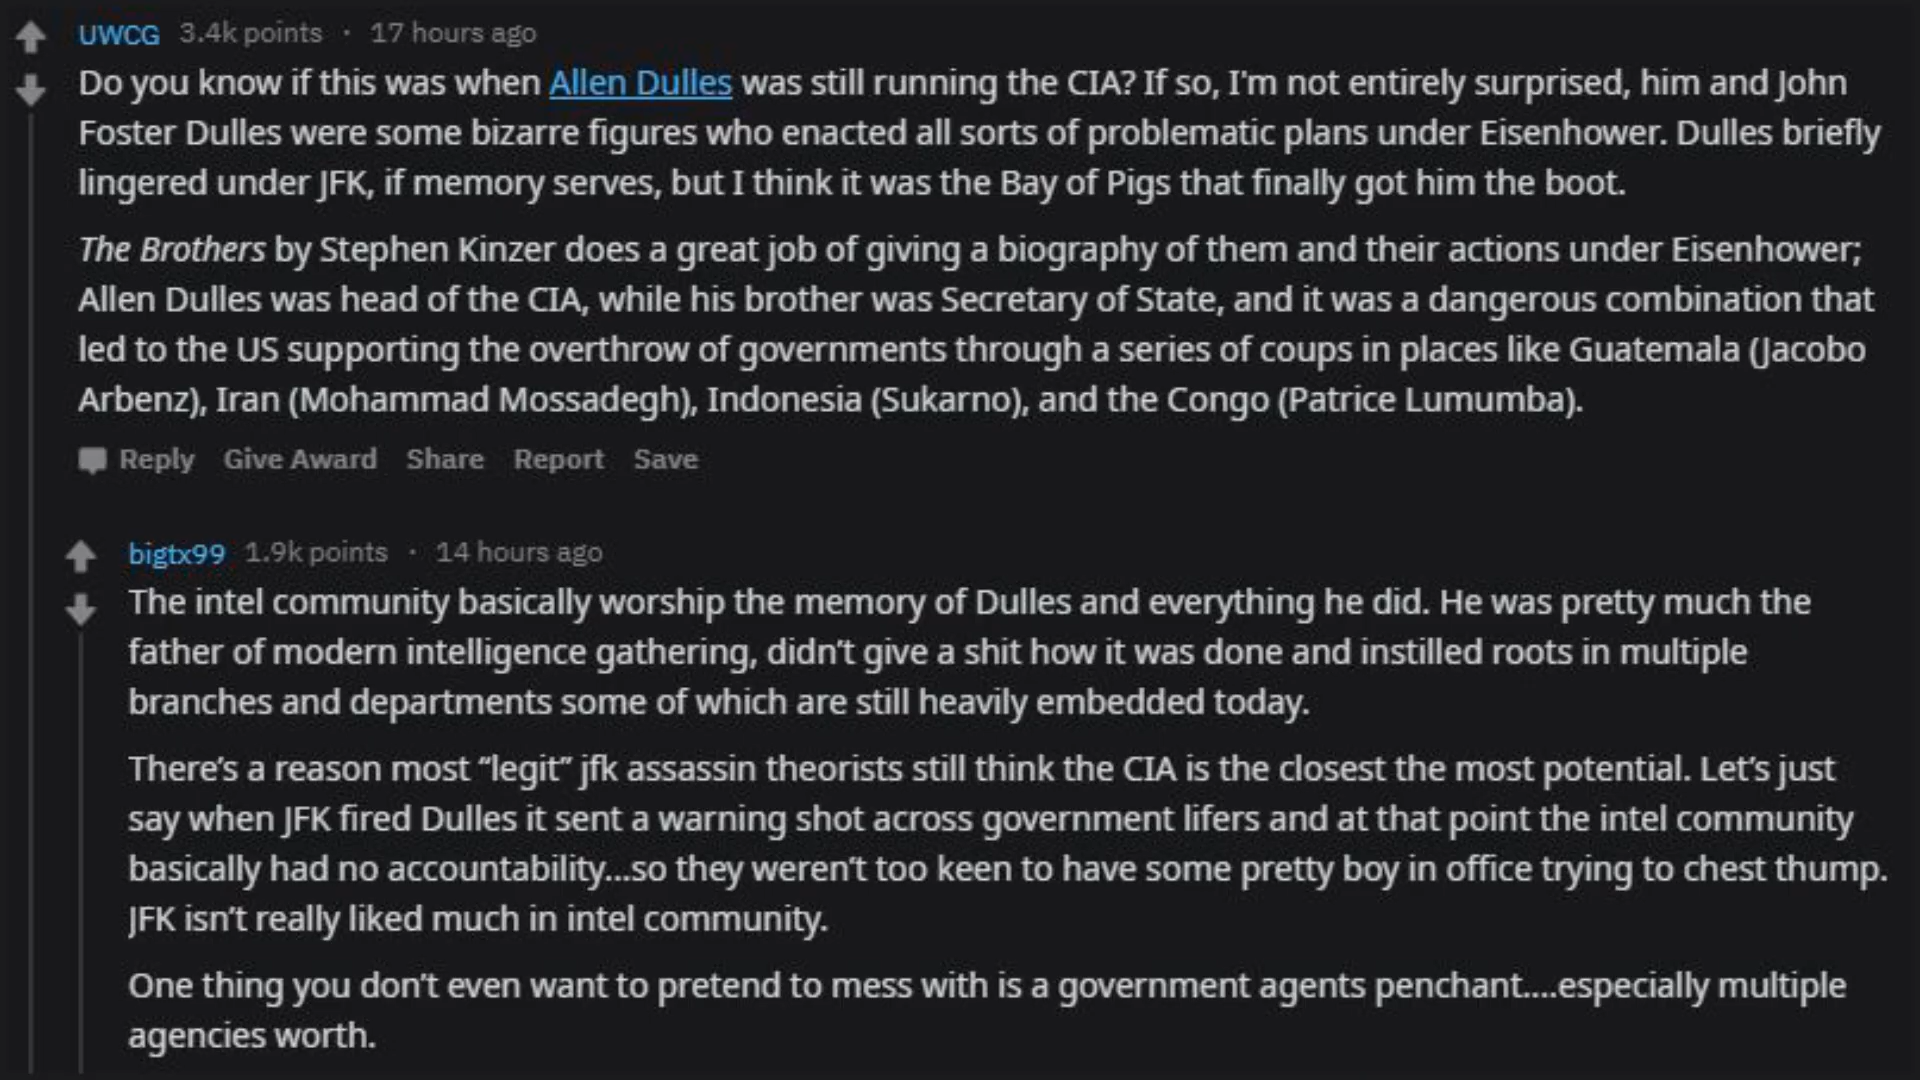 UWCG 3.4k points · 17 hours ago
Do you know if this was when Allen Dulles was still running the CIA? If so, I'm not entirely surprised, him and John
Foster Dulles were some bizarre figures who enacted all sorts of problematic plans under Eisenhower. Dulles briefly
lingered under JFK, if memory serves, but I think it was the Bay of Pigs that finally got him the boot.
The Brothers by Stephen Kinzer does a great job of giving a biography of them and their actions under Eisenhower;
Allen Dulles was head of the CIA, while his brother was Secretary of State, and it was a dangerous combination that
led to the US supporting the overthrow of governments through a series of coups in places like Guatemala (Jacobo
Arbenz), Iran (Mohammad Mossadegh), Indonesia (Sukarno), and the Congo (Patrice Lumumba).
Reply Give Award Share Report Save
bigtx99 1.9k points · 14 hours ago
The intel community basically worship the memory of Dulles and everything he did. He was pretty much the
father of modern intelligence gathering, didn’t give a shit how it was done and instilled roots in multiple
branches and departments some of which are still heavily embedded today.
There’s a reason most “legit” jfk assassin theorists still think the CIA is the closest the most potential. Let’s just
say when JFK fired Dulles it sent a warning shot across government lifers and at that point the intel community
basically had no accountability...so they weren’t too keen to have some pretty boy in office trying to chest thump.
JFK isn’t really liked much in intel community.
One thing you don’t even want to pretend to mess with is a government agents penchant....especially multiple
agencies worth.